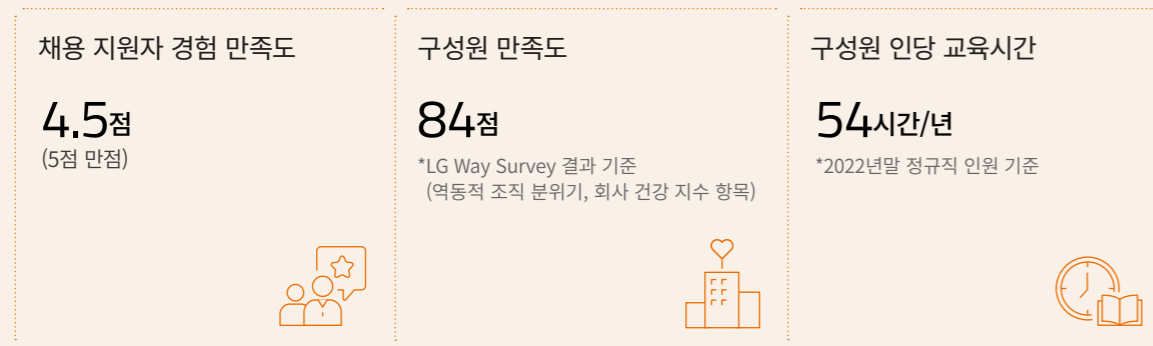 채용 지원자 경험 만족도
4.5점
(5점 만점)
구성원 만족도
84점
*LG Way Survey 결과 기준
(역동적 조직 분위기, 회사 건강 지수 항목)
구성원 인당 교육시간
54시간/년
*2022년말 정규직 인원 기준